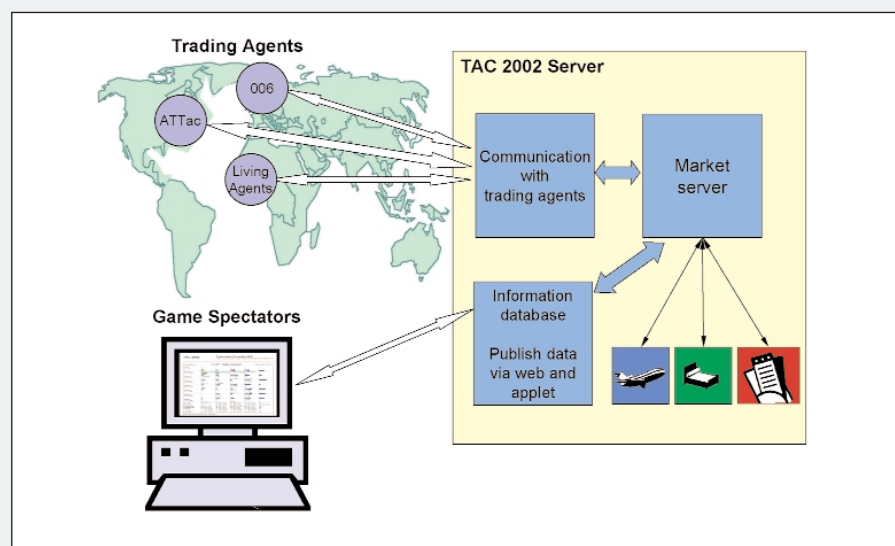 Trading Agents
006
ATTac
Living
Agents
TAC 2002 Server
Communication
with
trading agents
Market
server
Information
database
Publish data
via web and
applet
Game Spectators